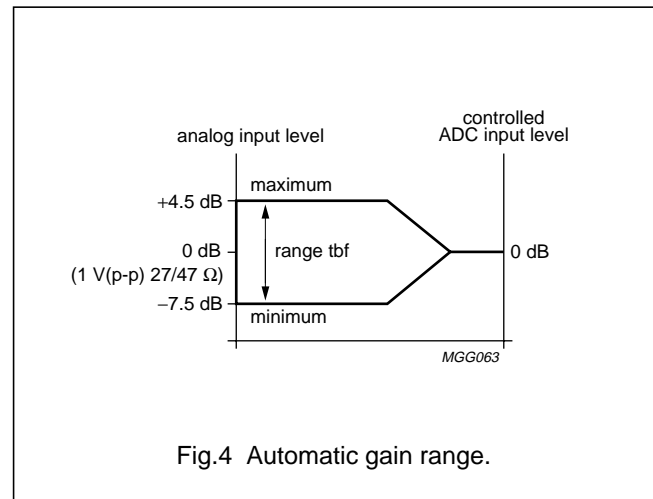 analog input level
controlled
ADC input level
maximum
+4.5 dB
0 dB
range tbf
0 dB
(1 V(p-p) 27/47 Ω)
−7.5 dB
minimum
MGG063
Fig.4 Automatic gain range.